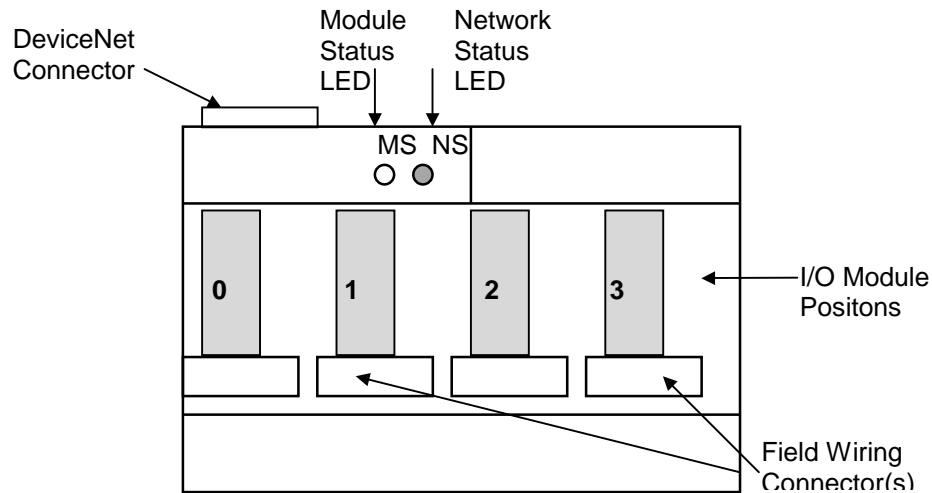 DeviceNet
Connector
Module
Status
LED
Network
Status
LED
MS NS
0 1 2 3
I/O Module
Positons
Field Wiring
Connector(s)